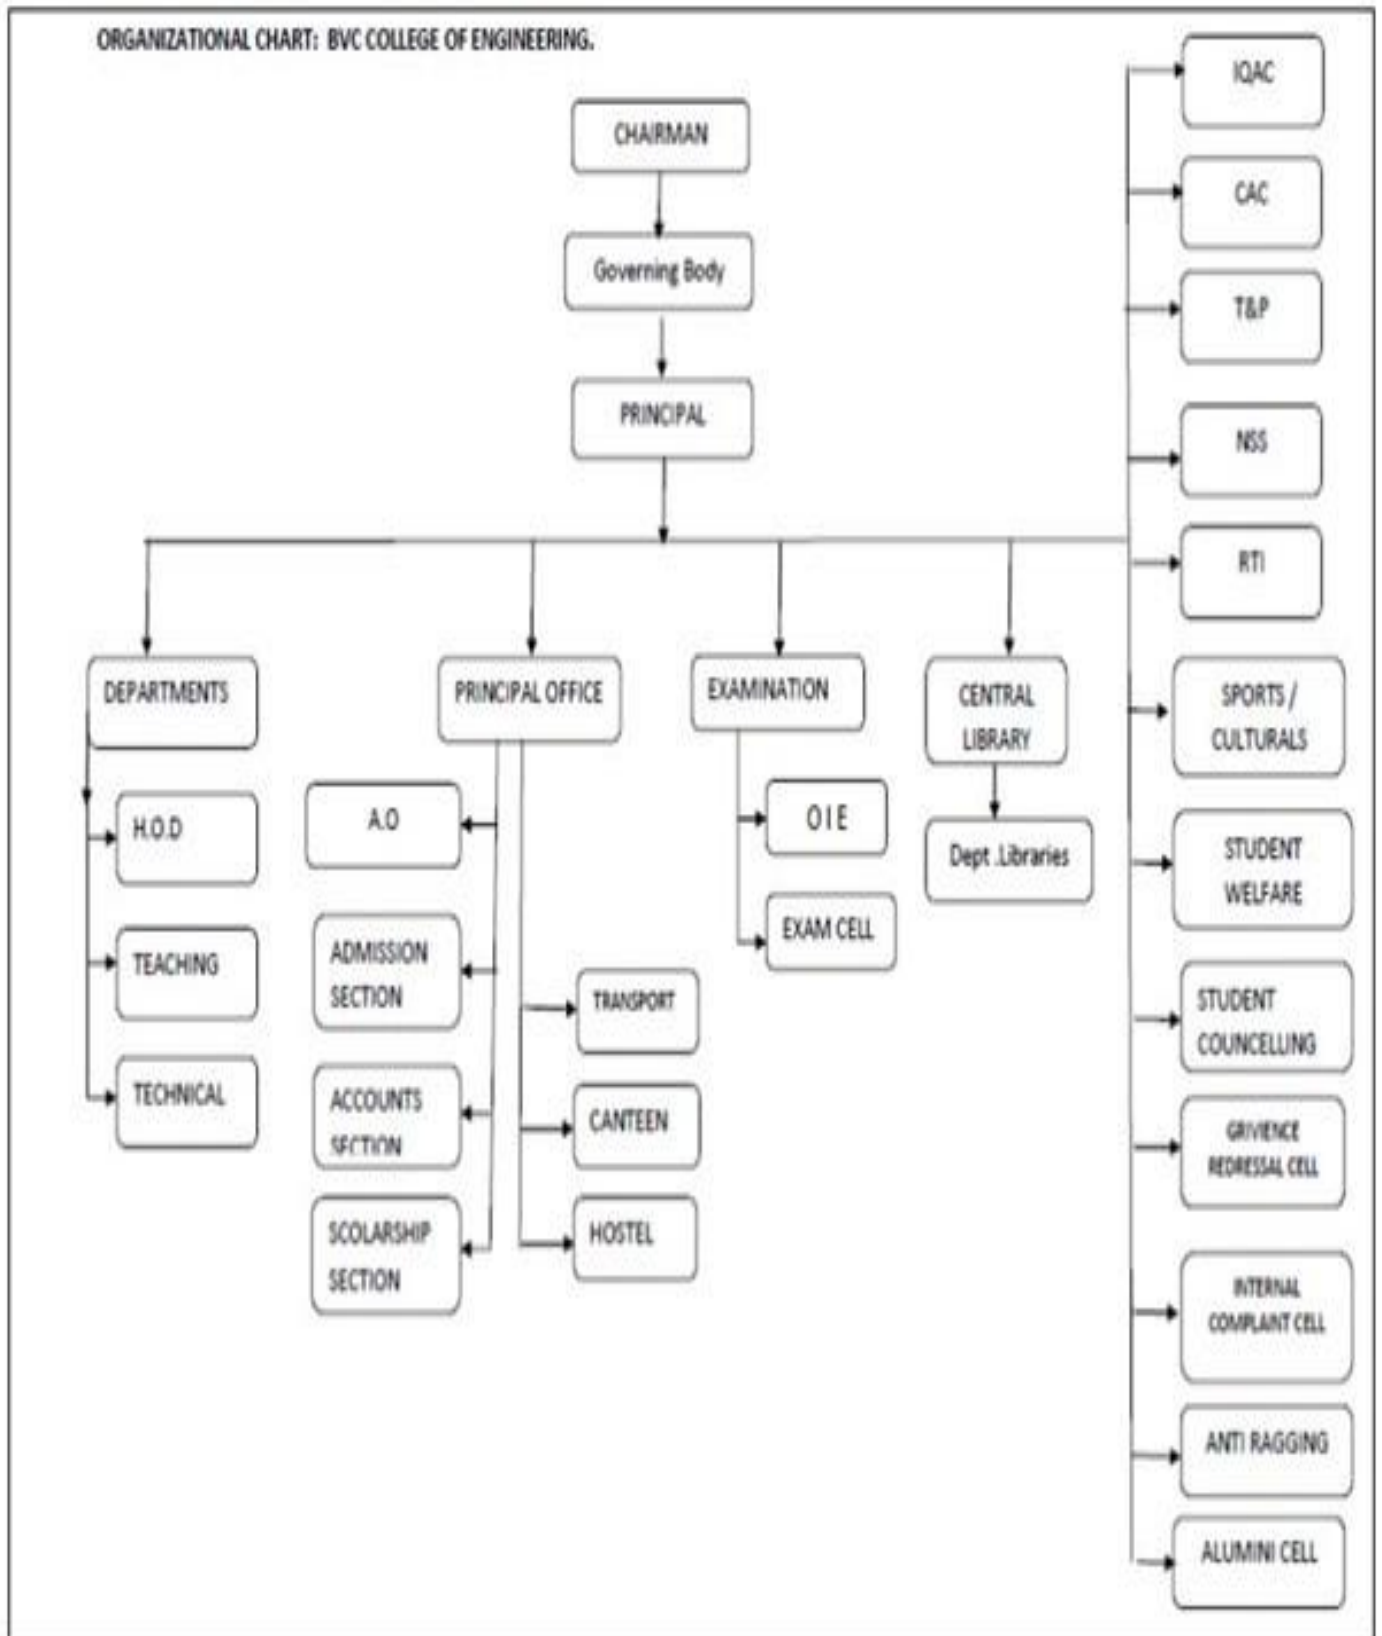 ORGANIZATIONAL CHART: BVC COLLEGE OF ENGINEERING.
CHAIRMAN
Governing Body
PRINCIPAL
DEPARTMENTS
H.O.D
TEACHING
TECHNICAL
PRINCIPAL OFFICE
A.O
ADMISSION
SECTION
ACCOUNTS
SECTION
SCOLARSHIP
SECTION
TRANSPORT
CANTEEN
HOSTEL
EXAMINATION
O I E
EXAM CELL
CENTRAL
LIBRARY
Dept .Libraries
IQAC
CAC
T&P
NSS
RTI
SPORTS /
CULTURALS
STUDENT
WELFARE
STUDENT
COUNCELLING
GRIVIENCE
REDRESSAL CELL
INTERNAL
COMPLAINT CELL
ANTI RAGGING
ALUMINI CELL